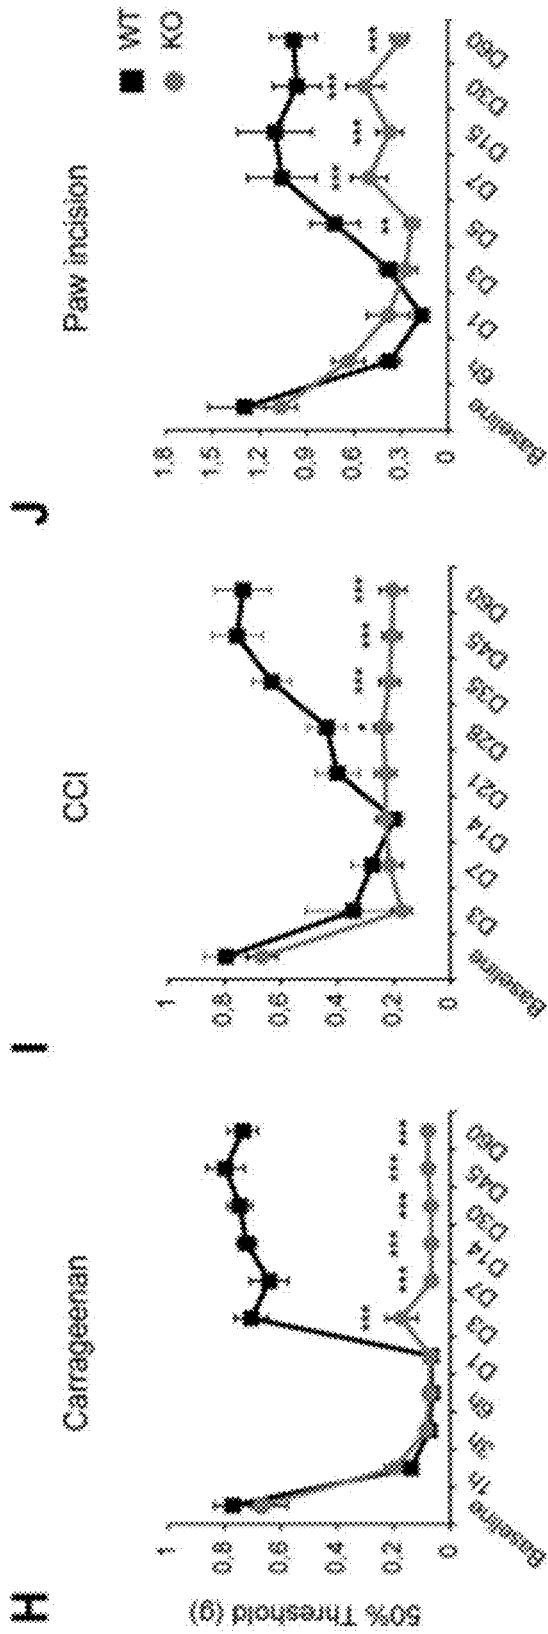 H
Carrageenan
50% Threshold (g)
1
0.8
0.6
0.4
0.2
0
Baseline
1h
3h
6h
D1
D3
D7
D14
D30
D45
D60
***
***
***
***
***
***
I
CCI
1
0.8
0.6
0.4
0.2
0
Baseline
D3
D7
D14
D21
D28
D35
D45
D60
*
***
***
***
J
Paw incision
WT
KO
1.8
1.5
1.2
0.9
0.6
0.3
0
Baseline
6h
D1
D3
D5
D7
D15
D30
D60
**
***
***
***
***